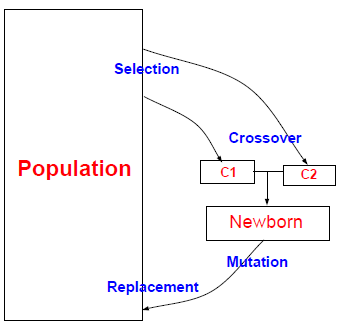 Selection
Crossover
Population
C1
C2
Newborn
Mutation
Replacement